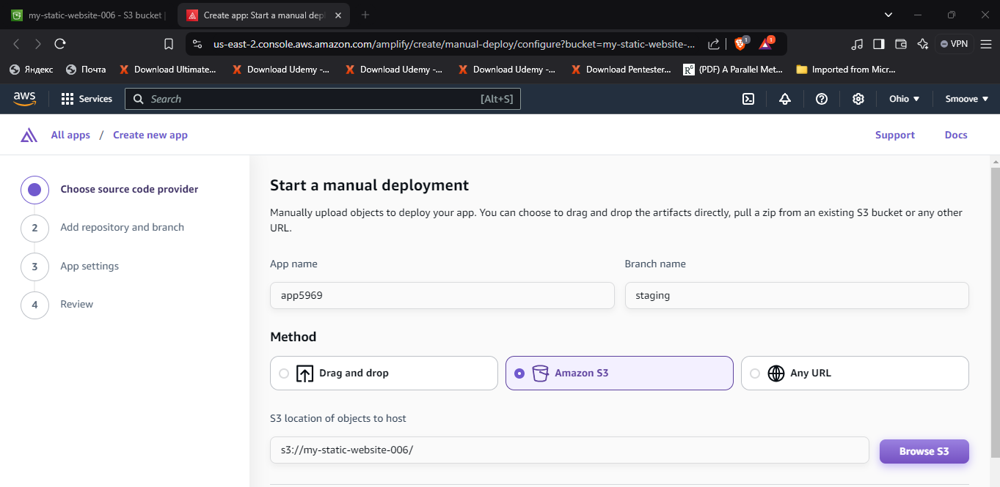 my-static-website-006 - S3 bucket
Create app: Start a manual depl
us-east-2.console.aws.amazon.com/amplify/create/manual-deploy/configure?bucket=my-static-website-...
1
1
VPN
Яндекс
Почта
Download Ultimate...
Download Udemy -...
Download Udemy -...
Download Udemy -...
Download Pentester...
(PDF) A Parallel Met...
Imported from Micr...
aws
Services
Search
[Alt+S]
Ohio
Smoove
All apps / Create new app
Support
Docs
Choose source code provider
2 Add repository and branch
3 App settings
4 Review
Start a manual deployment
Manually upload objects to deploy your app. You can choose to drag and drop the artifacts directly, pull a zip from an existing S3 bucket or any other
URL.
App name
Branch name
app5969
staging
Method
Drag and drop
Amazon S3
Any URL
S3 location of objects to host
s3://my-static-website-006/
Browse S3